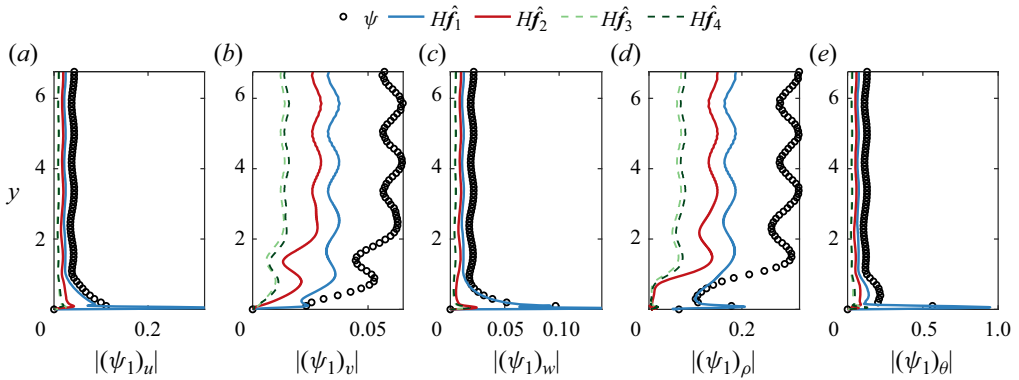 ψ Hf̂₁ Hf̂₂ Hf̂₃ Hf̂₄
(a) (b) (c) (d) (e)
6 6 6 6 6
4 4 4 4 4
y
2 2 2 2 2
0 0.2 0 0.05 0 0.05 0.10 0 0.2 0 0.5 1.0
|(ψ₁)ᵤ| |(ψ₁)ᵥ| |(ψ₁)_w| |(ψ₁)ᵨ| |(ψ₁)_θ|